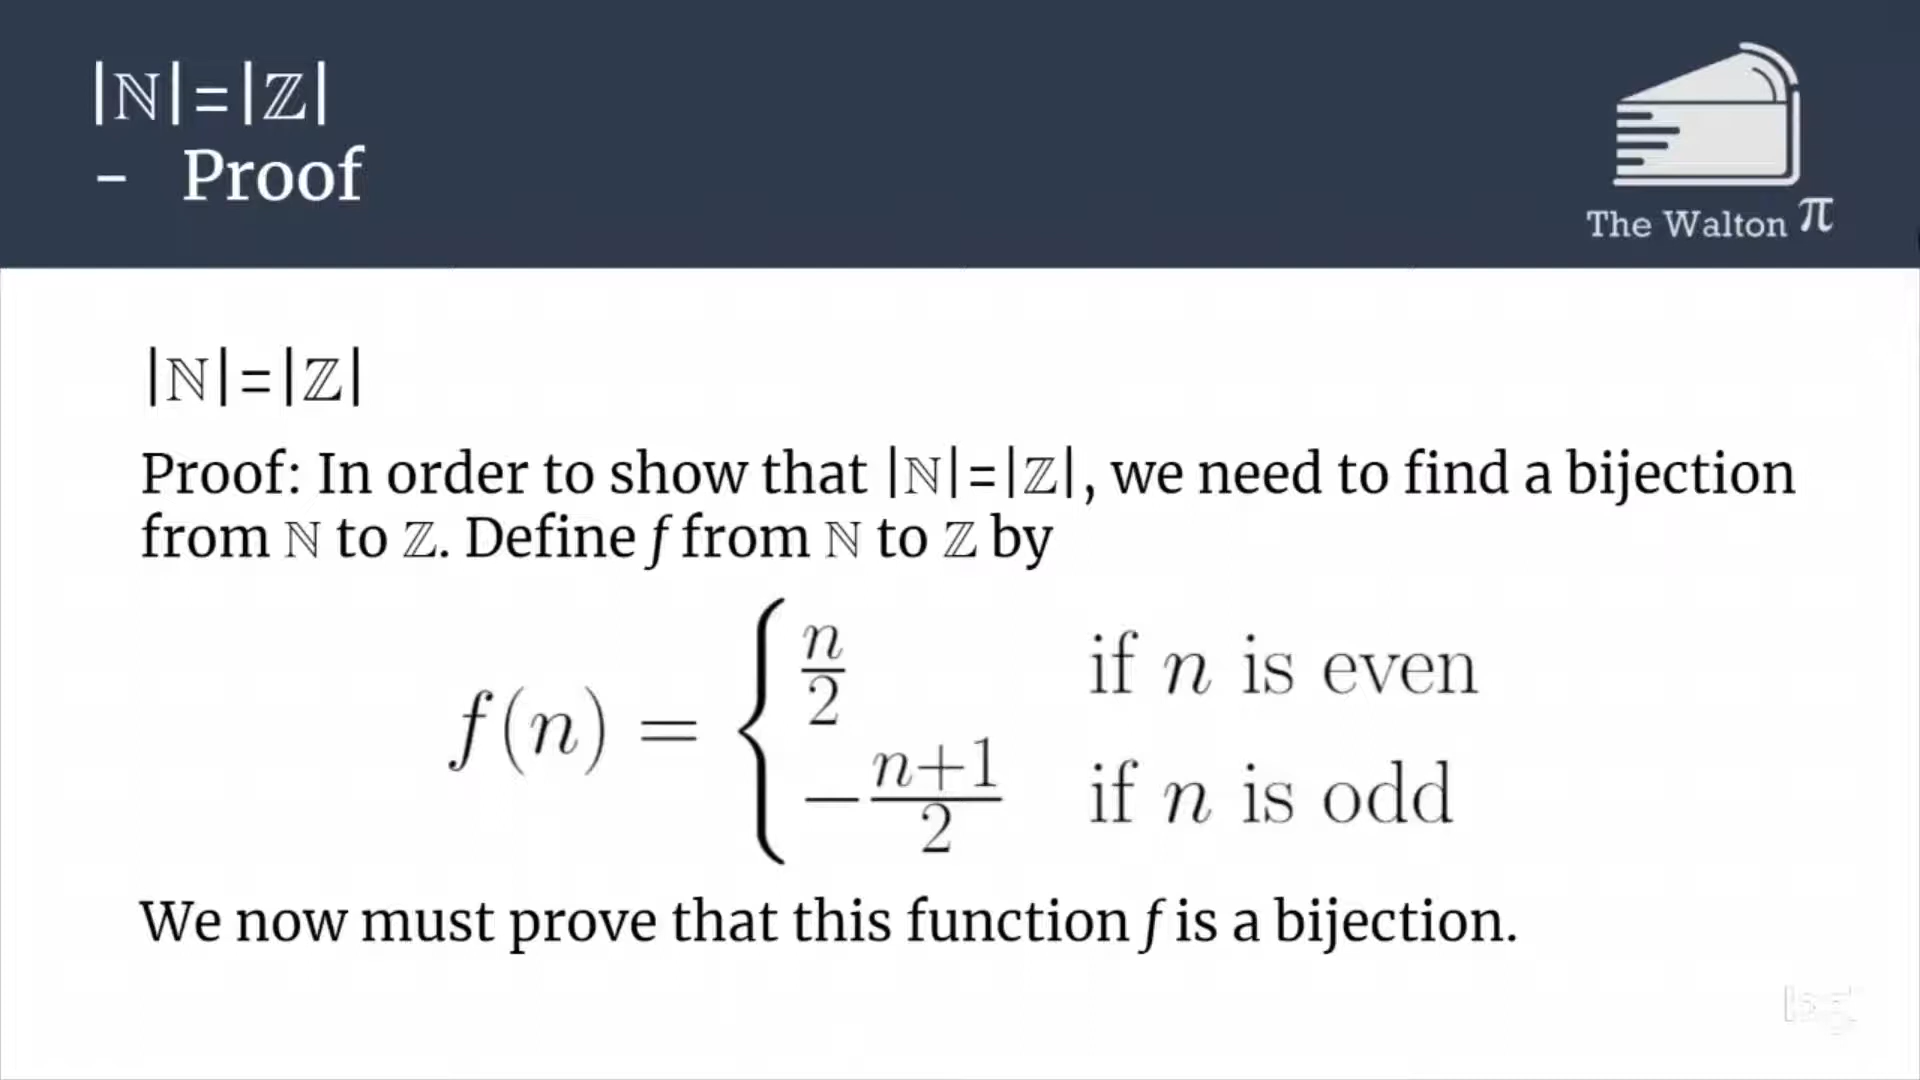 |ℕ|=|ℤ|
- Proof
The Walton π
|ℕ|=|ℤ|
Proof: In order to show that |ℕ|=|ℤ|, we need to find a bijection
from ℕ to ℤ. Define f from ℕ to ℤ by
f(n) = { n/2 if n is even
-n+1/2 if n is odd
We now must prove that this function f is a bijection.